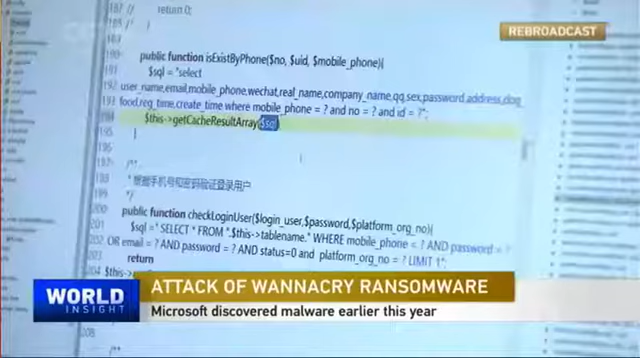 REBROADCAST
187 // return 0;
190 public function isExistByPhone($no, $uid, $mobile_phone){
191 $sql = "select
192 user_name,email,mobile_phone,wechat,real_name,company_name,qq,sex,password,address,dog
193 food,reg_time,create_time where mobile_phone = ? and no = ? and id = ?";
194 $this->getCacheResultArray($sql)
195 }
197 /**
198 * 根据手机号和密码验证登录用户
199 */
200 public function checkLoginUser($login_user,$password,$platform_org_no){
201 $sql =" SELECT * FROM ".$this->tablename." WHERE mobile_phone = ? AND password = ?
202 OR email = ? AND password = ? AND status=0 and platform_org_no = ? LIMIT 1";
return
204 $this->
WORLD
INSIGHT
ATTACK OF WANNACRY RANSOMWARE
Microsoft discovered malware earlier this year
/**